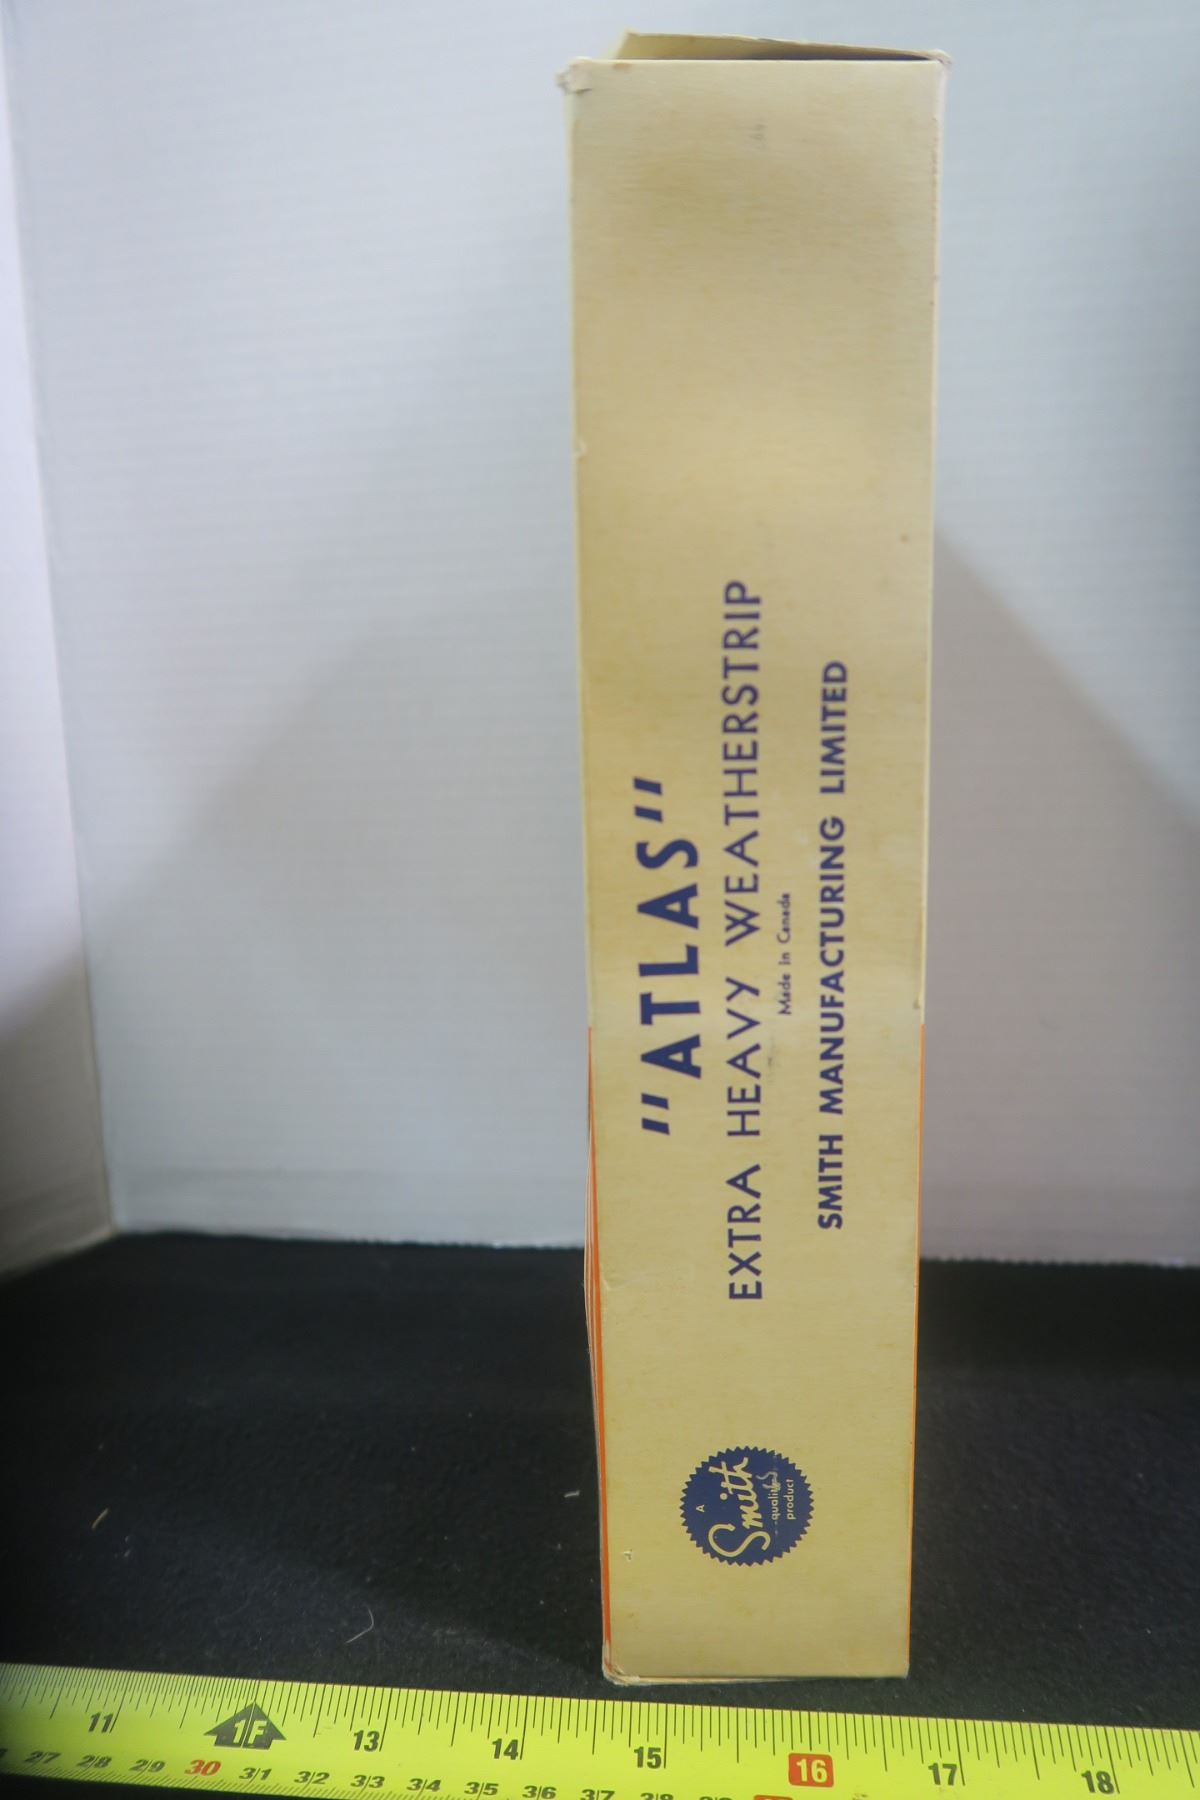 "ATLAS"
EXTRA HEAVY WEATHERSTRIP
Made in Canada
SMITH MANUFACTURING LIMITED
A
Smith
quality
product
11 1F 13 14 15 16 17 18
27 28 29 30 31 32 33 34 35 36 37 38